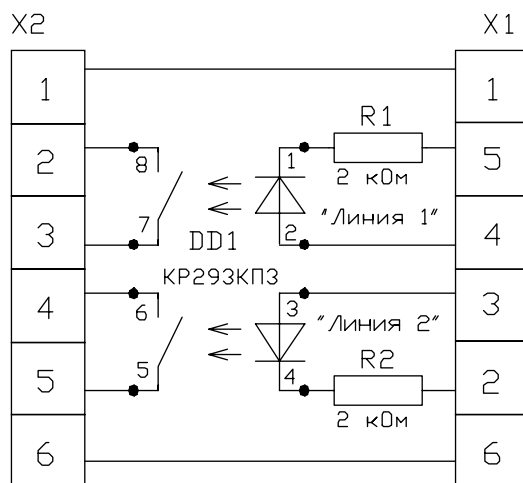 X2 X1
1 1
R1
2 8 1 5
2 кОм
7 "Линия 1"
3 DD1 2 4
КР293КП3
4 6 3 3
"Линия 2"
R2
5 5 4 2
2 кОм
6 6